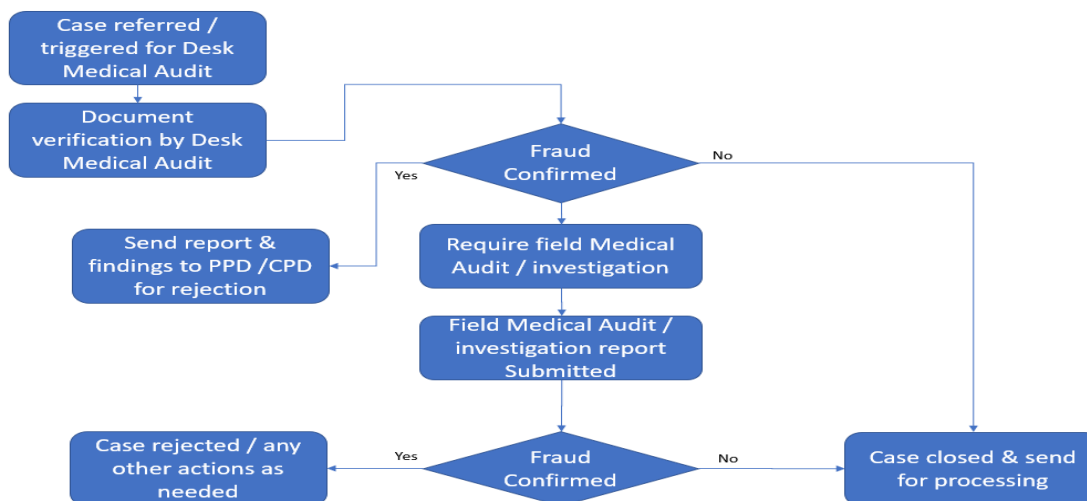 Case referred /
triggered for Desk
Medical Audit
Document
verification by Desk
Medical Audit
Fraud
Confirmed
Yes
No
Send report &
findings to PPD /CPD
for rejection
Require field Medical
Audit / investigation
Field Medical Audit /
investigation report
Submitted
Case rejected / any
other actions as
needed
Yes
Fraud
Confirmed
No
Case closed & send
for processing